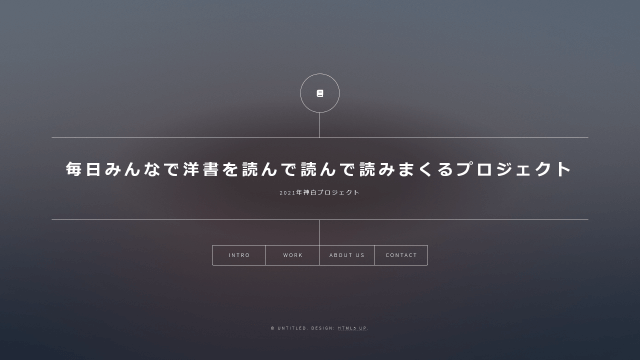 毎日みんなで洋書を読んで読んで読みまくるプロジェクト
2021年神白プロジェクト
INTRO
WORK
ABOUT US
CONTACT
© UNTITLED. DESIGN: HTML5 UP.